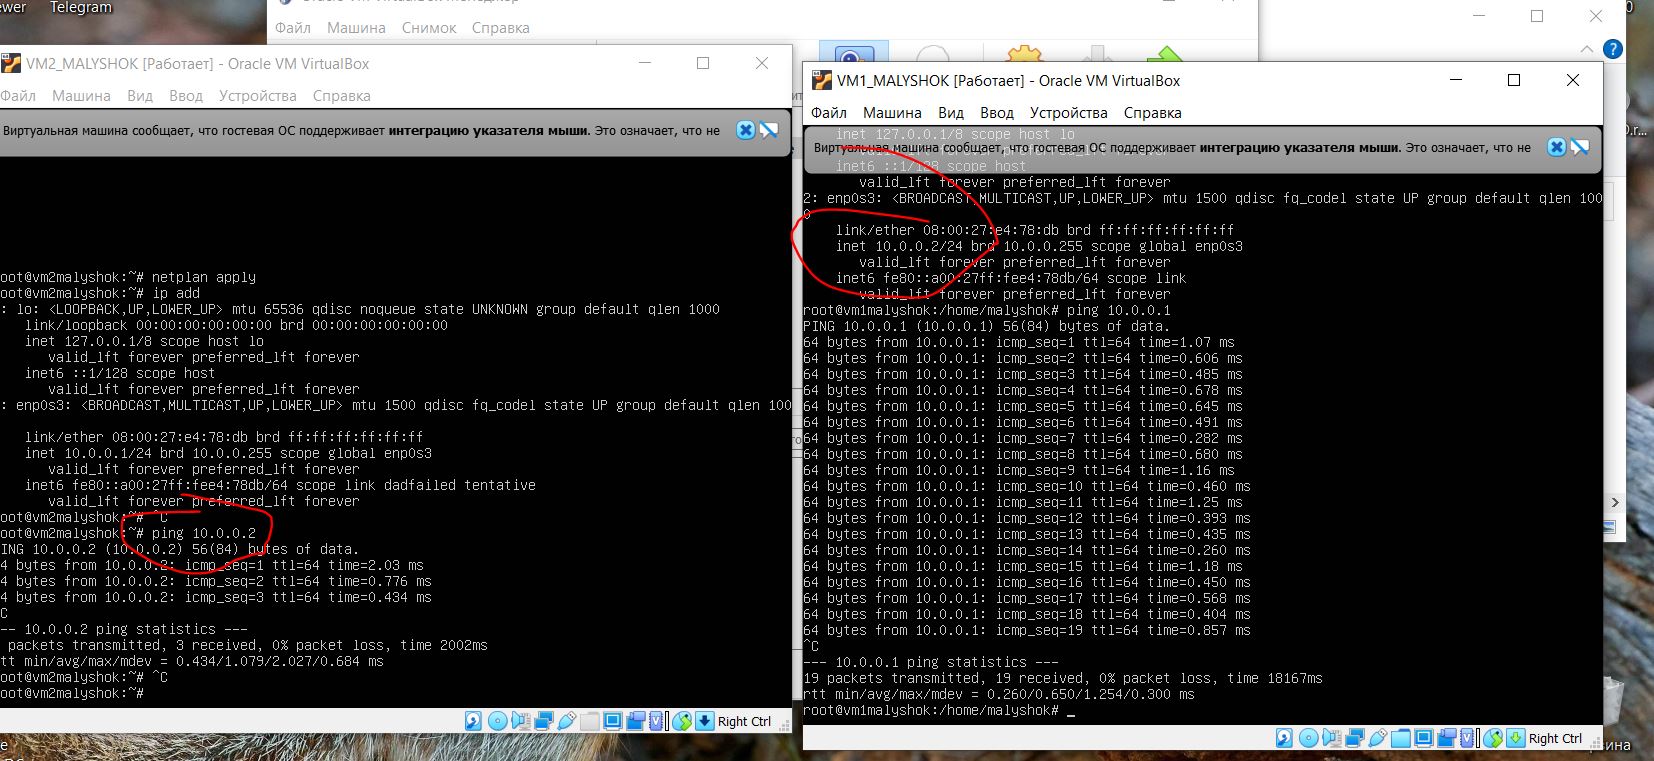 ewer
Telegram
Oracle VM VirtualBox Менеджер
Файл Машина Снимок Справка
VM2_MALYSHOK [Работает] - Oracle VM VirtualBox
Файл Машина Вид Ввод Устройства Справка
Виртуальная машина сообщает, что гостевая ОС поддерживает интеграцию указателя мыши. Это означает, что не
root@vm2malyshok:~# netplan apply
root@vm2malyshok:~# ip add
: lo: <LOOPBACK,UP,LOWER_UP> mtu 65536 qdisc noqueue state UNKNOWN group default qlen 1000
link/loopback 00:00:00:00:00:00 brd 00:00:00:00:00:00
inet 127.0.0.1/8 scope host lo
valid_lft forever preferred_lft forever
inet6 ::1/128 scope host
valid_lft forever preferred_lft forever
: enp0s3: <BROADCAST,MULTICAST,UP,LOWER_UP> mtu 1500 qdisc fq_codel state UP group default qlen 100
link/ether 08:00:27:e4:78:db brd ff:ff:ff:ff:ff:ff
inet 10.0.0.1/24 brd 10.0.0.255 scope global enp0s3
valid_lft forever preferred_lft forever
inet6 fe80::a00:27ff:fee4:78db/64 scope link dadfailed tentative
valid_lft forever preferred_lft forever
root@vm2malyshok:~# ^C
root@vm2malyshok:~# ping 10.0.0.2
ING 10.0.0.2 (10.0.0.2) 56(84) bytes of data.
4 bytes from 10.0.0.2: icmp_seq=1 ttl=64 time=2.03 ms
4 bytes from 10.0.0.2: icmp_seq=2 ttl=64 time=0.776 ms
4 bytes from 10.0.0.2: icmp_seq=3 ttl=64 time=0.434 ms
C
-- 10.0.0.2 ping statistics ---
packets transmitted, 3 received, 0% packet loss, time 2002ms
tt min/avg/max/mdev = 0.434/1.079/2.027/0.684 ms
root@vm2malyshok:~# ^C
root@vm2malyshok:~#
Right Ctrl
VM1_MALYSHOK [Работает] - Oracle VM VirtualBox
Файл Машина Вид Ввод Устройства Справка
inet 127.0.0.1/8 scope host lo
Виртуальная машина сообщает, что гостевая ОС поддерживает интеграцию указателя мыши. Это означает, что не
inet6 ::1/128 scope host
valid_lft forever preferred_lft forever
2: enp0s3: <BROADCAST,MULTICAST,UP,LOWER_UP> mtu 1500 qdisc fq_codel state UP group default qlen 100
0
link/ether 08:00:27:e4:78:db brd ff:ff:ff:ff:ff:ff
inet 10.0.0.2/24 brd 10.0.0.255 scope global enp0s3
valid_lft forever preferred_lft forever
inet6 fe80::a00:27ff:fee4:78db/64 scope link
valid_lft forever preferred_lft forever
root@vm1malyshok:/home/malyshok# ping 10.0.0.1
PING 10.0.0.1 (10.0.0.1) 56(84) bytes of data.
64 bytes from 10.0.0.1: icmp_seq=1 ttl=64 time=1.07 ms
64 bytes from 10.0.0.1: icmp_seq=2 ttl=64 time=0.606 ms
64 bytes from 10.0.0.1: icmp_seq=3 ttl=64 time=0.485 ms
64 bytes from 10.0.0.1: icmp_seq=4 ttl=64 time=0.678 ms
64 bytes from 10.0.0.1: icmp_seq=5 ttl=64 time=0.645 ms
64 bytes from 10.0.0.1: icmp_seq=6 ttl=64 time=0.491 ms
64 bytes from 10.0.0.1: icmp_seq=7 ttl=64 time=0.282 ms
64 bytes from 10.0.0.1: icmp_seq=8 ttl=64 time=0.680 ms
64 bytes from 10.0.0.1: icmp_seq=9 ttl=64 time=1.16 ms
64 bytes from 10.0.0.1: icmp_seq=10 ttl=64 time=0.460 ms
64 bytes from 10.0.0.1: icmp_seq=11 ttl=64 time=1.25 ms
64 bytes from 10.0.0.1: icmp_seq=12 ttl=64 time=0.393 ms
64 bytes from 10.0.0.1: icmp_seq=13 ttl=64 time=0.435 ms
64 bytes from 10.0.0.1: icmp_seq=14 ttl=64 time=0.260 ms
64 bytes from 10.0.0.1: icmp_seq=15 ttl=64 time=1.18 ms
64 bytes from 10.0.0.1: icmp_seq=16 ttl=64 time=0.450 ms
64 bytes from 10.0.0.1: icmp_seq=17 ttl=64 time=0.568 ms
64 bytes from 10.0.0.1: icmp_seq=18 ttl=64 time=0.404 ms
64 bytes from 10.0.0.1: icmp_seq=19 ttl=64 time=0.857 ms
^C
--- 10.0.0.1 ping statistics ---
19 packets transmitted, 19 received, 0% packet loss, time 18167ms
rtt min/avg/max/mdev = 0.260/0.650/1.254/0.300 ms
root@vm1malyshok:/home/malyshok# _
Right Ctrl